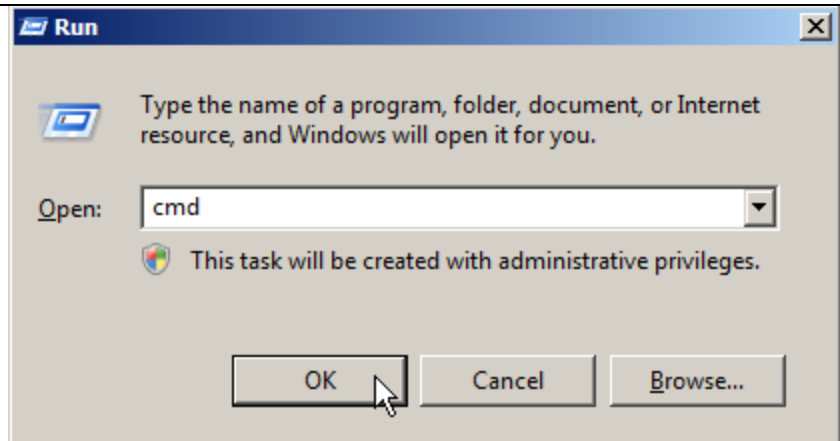 Run
Type the name of a program, folder, document, or Internet
resource, and Windows will open it for you.
Open: cmd
This task will be created with administrative privileges.
OK Cancel Browse...